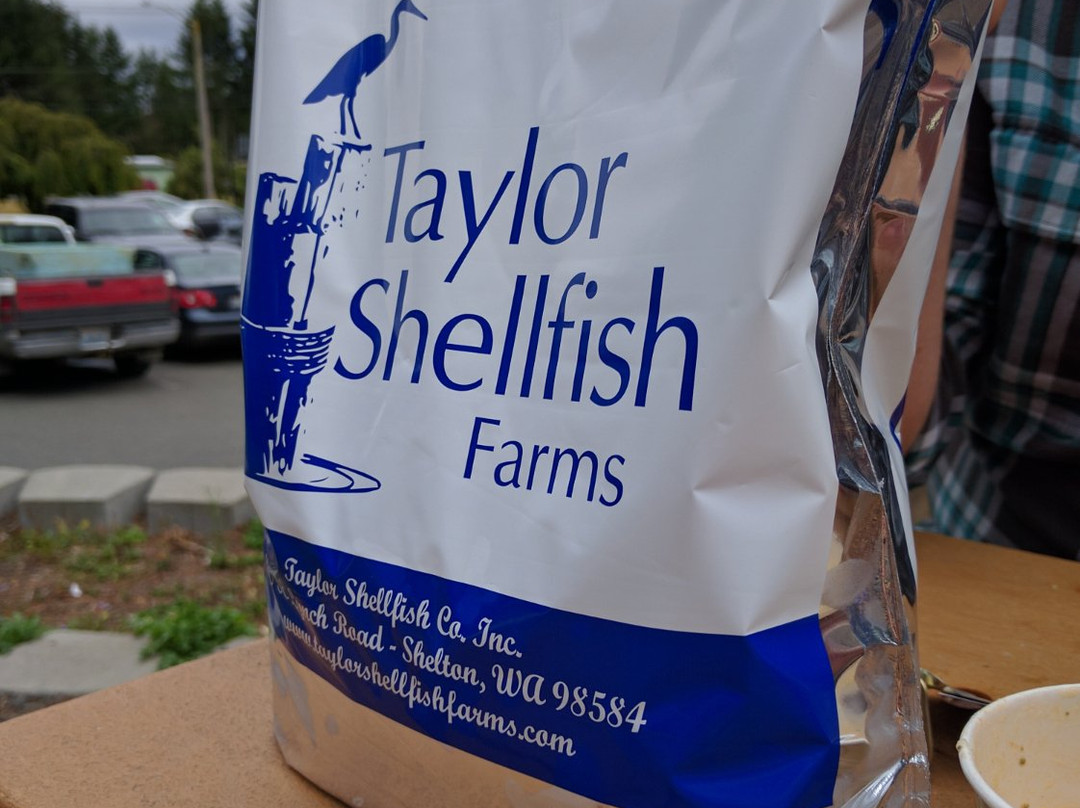 Taylor
Shellfish
Farms
Taylor Shellfish Co. Inc.
Road - Shelton, WA 98584
www.taylorshellfishfarms.com